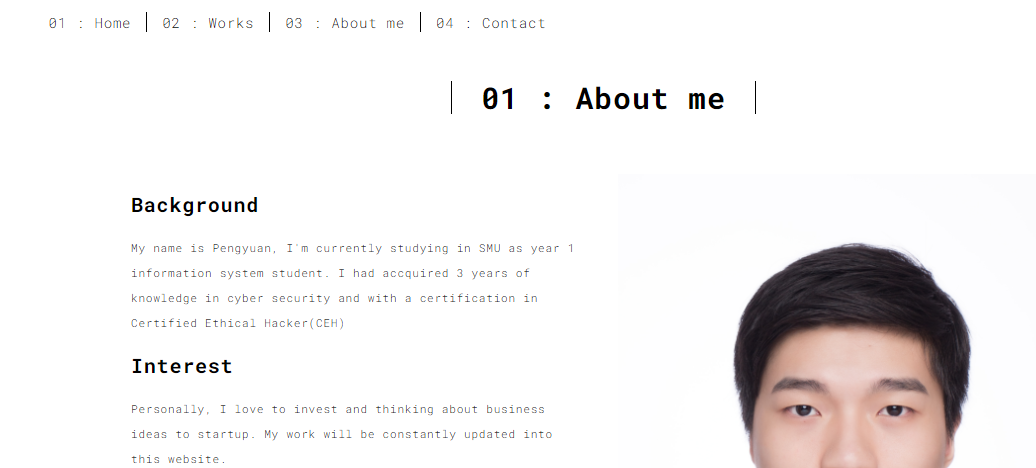 01 : Home | 02 : Works | 03 : About me | 04 : Contact
01 : About me
Background
My name is Pengyuan, I'm currently studying in SMU as year 1
information system student. I had accquired 3 years of
knowledge in cyber security and with a certification in
Certified Ethical Hacker(CEH)
Interest
Personally, I love to invest and thinking about business
ideas to startup. My work will be constantly updated into
this website.